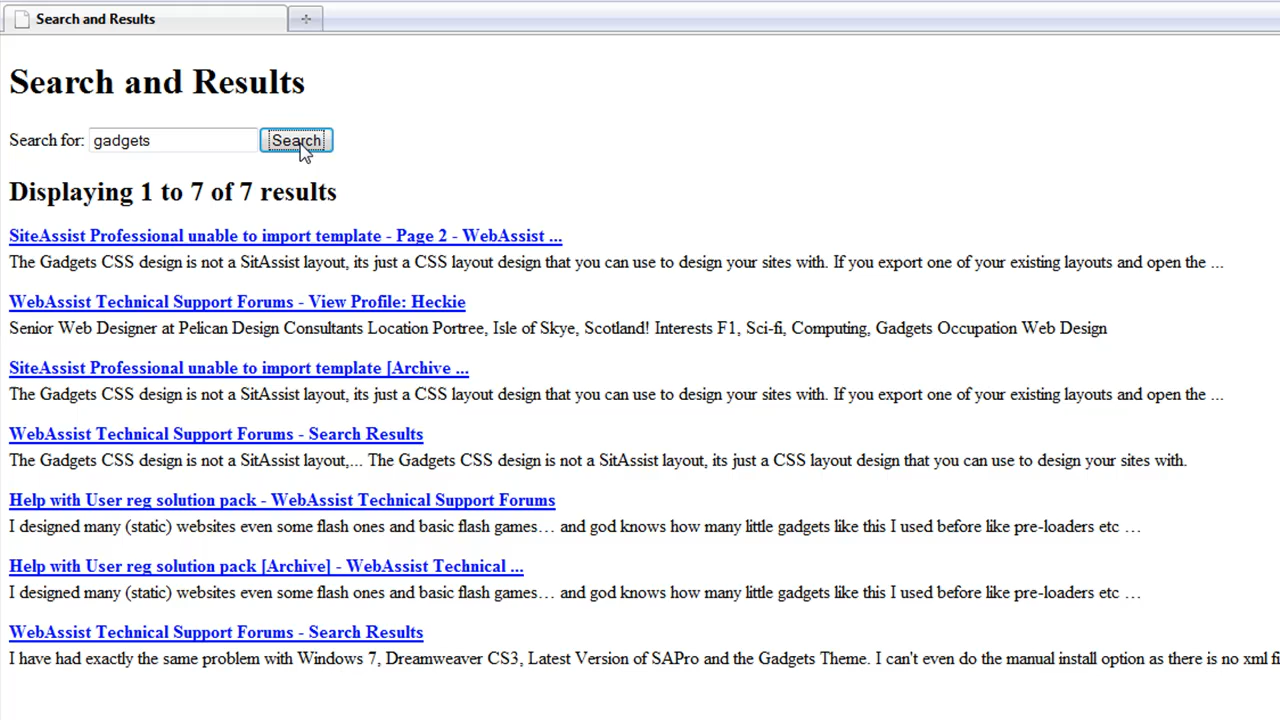 Search and Results
Search and Results
Search for: gadgets Search
Displaying 1 to 7 of 7 results
SiteAssist Professional unable to import template - Page 2 - WebAssist ...
The Gadgets CSS design is not a SitAssist layout, its just a CSS layout design that you can use to design your sites with. If you export one of your existing layouts and open the ...
WebAssist Technical Support Forums - View Profile: Heckie
Senior Web Designer at Pelican Design Consultants Location Portree, Isle of Skye, Scotland! Interests F1, Sci-fi, Computing, Gadgets Occupation Web Design
SiteAssist Professional unable to import template [Archive ...
The Gadgets CSS design is not a SitAssist layout, its just a CSS layout design that you can use to design your sites with. If you export one of your existing layouts and open the ...
WebAssist Technical Support Forums - Search Results
The Gadgets CSS design is not a SitAssist layout,... The Gadgets CSS design is not a SitAssist layout, its just a CSS layout design that you can use to design your sites with.
Help with User reg solution pack - WebAssist Technical Support Forums
I designed many (static) websites even some flash ones and basic flash games… and god knows how many little gadgets like this I used before like pre-loaders etc …
Help with User reg solution pack [Archive] - WebAssist Technical ...
I designed many (static) websites even some flash ones and basic flash games… and god knows how many little gadgets like this I used before like pre-loaders etc …
WebAssist Technical Support Forums - Search Results
I have had exactly the same problem with Windows 7, Dreamweaver CS3, Latest Version of SAPro and the Gadgets Theme. I can't even do the manual install option as there is no xml fi